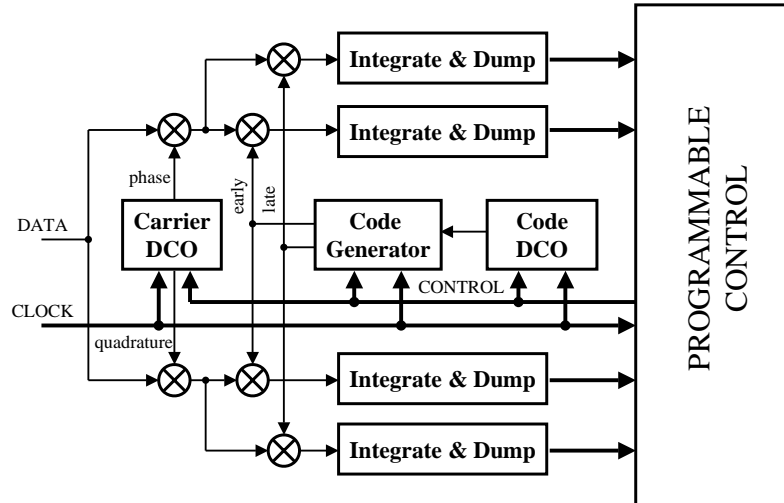 Integrate & Dump
Integrate & Dump
phase
early
late
DATA
Carrier
DCO
Code
Generator
Code
DCO
CONTROL
CLOCK
quadrature
Integrate & Dump
Integrate & Dump
PROGRAMMABLE
CONTROL